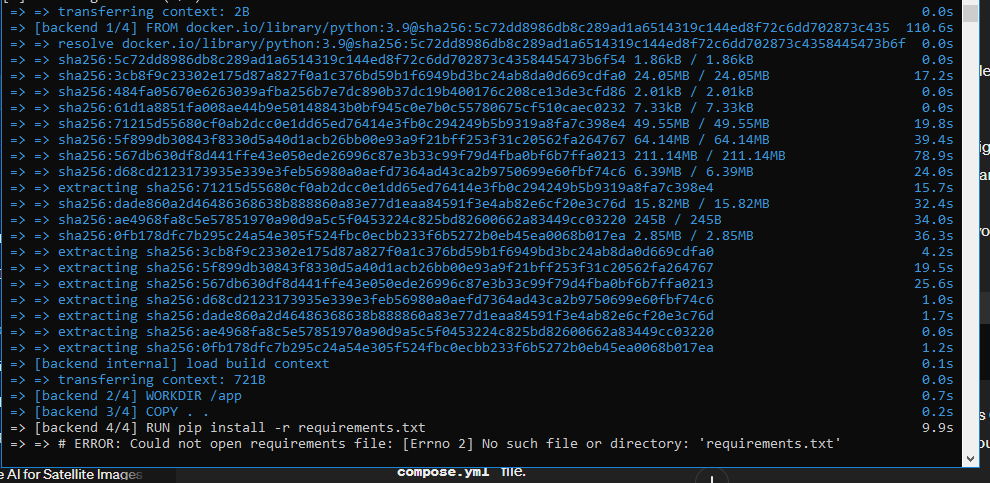 => => transferring context: 2B 0.0s
=> [backend 1/4] FROM docker.io/library/python:3.9@sha256:5c72dd8986db8c289ad1a6514319c144ed8f72c6dd702873c435 110.6s
=> => resolve docker.io/library/python:3.9@sha256:5c72dd8986db8c289ad1a6514319c144ed8f72c6dd702873c4358445473b6f 0.0s
=> => sha256:5c72dd8986db8c289ad1a6514319c144ed8f72c6dd702873c4358445473b6f54 1.86kB / 1.86kB 0.0s
=> => sha256:3cb8f9c23302e175d87a827f0a1c376bd59b1f6949bd3bc24ab8da0d669cdfa0 24.05MB / 24.05MB 17.2s
=> => sha256:484fa05670e6263039afba256b7e7dc890b37dc19b400176c208ce13de3cfd86 2.01kB / 2.01kB 0.0s
=> => sha256:61d1a8851fa008ae44b9e50148843b0bf945c0e7b0c55780675cf510caec0232 7.33kB / 7.33kB 0.0s
=> => sha256:71215d55680cf0ab2dcc0e1dd65ed76414e3fb0c294249b5b9319a8fa7c398e4 49.55MB / 49.55MB 19.8s
=> => sha256:5f899db30843f8330d5a40d1acb26bb00e93a9f21bff253f31c20562fa264767 64.14MB / 64.14MB 39.4s
=> => sha256:567db630df8d441ffe43e050ede26996c87e3b33c99f79d4fba0bf6b7ffa0213 211.14MB / 211.14MB 78.9s
=> => sha256:d68cd2123173935e339e3feb56980a0aefd7364ad43ca2b9750699e60fbf74c6 6.39MB / 6.39MB 24.0s
=> => extracting sha256:71215d55680cf0ab2dcc0e1dd65ed76414e3fb0c294249b5b9319a8fa7c398e4 15.7s
=> => sha256:dade860a2d46486368638b888860a83e77d1eaa84591f3e4ab82e6cf20e3c76d 15.82MB / 15.82MB 32.4s
=> => sha256:ae4968fa8c5e57851970a90d9a5c5f0453224c825bd82600662a83449cc03220 245B / 245B 34.0s
=> => sha256:0fb178dfc7b295c24a54e305f524fbc0ecbb233f6b5272b0eb45ea0068b017ea 2.85MB / 2.85MB 36.3s
=> => extracting sha256:3cb8f9c23302e175d87a827f0a1c376bd59b1f6949bd3bc24ab8da0d669cdfa0 4.2s
=> => extracting sha256:5f899db30843f8330d5a40d1acb26bb00e93a9f21bff253f31c20562fa264767 19.5s
=> => extracting sha256:567db630df8d441ffe43e050ede26996c87e3b33c99f79d4fba0bf6b7ffa0213 25.6s
=> => extracting sha256:d68cd2123173935e339e3feb56980a0aefd7364ad43ca2b9750699e60fbf74c6 1.0s
=> => extracting sha256:dade860a2d46486368638b888860a83e77d1eaa84591f3e4ab82e6cf20e3c76d 1.7s
=> => extracting sha256:ae4968fa8c5e57851970a90d9a5c5f0453224c825bd82600662a83449cc03220 0.0s
=> => extracting sha256:0fb178dfc7b295c24a54e305f524fbc0ecbb233f6b5272b0eb45ea0068b017ea 1.2s
=> [backend internal] load build context 0.1s
=> => transferring context: 721B 0.0s
=> [backend 2/4] WORKDIR /app 0.7s
=> [backend 3/4] COPY . . 0.2s
=> [backend 4/4] RUN pip install -r requirements.txt 9.9s
=> => # ERROR: Could not open requirements file: [Errno 2] No such file or directory: 'requirements.txt'
e AI for Satellite Images compose.yml file.